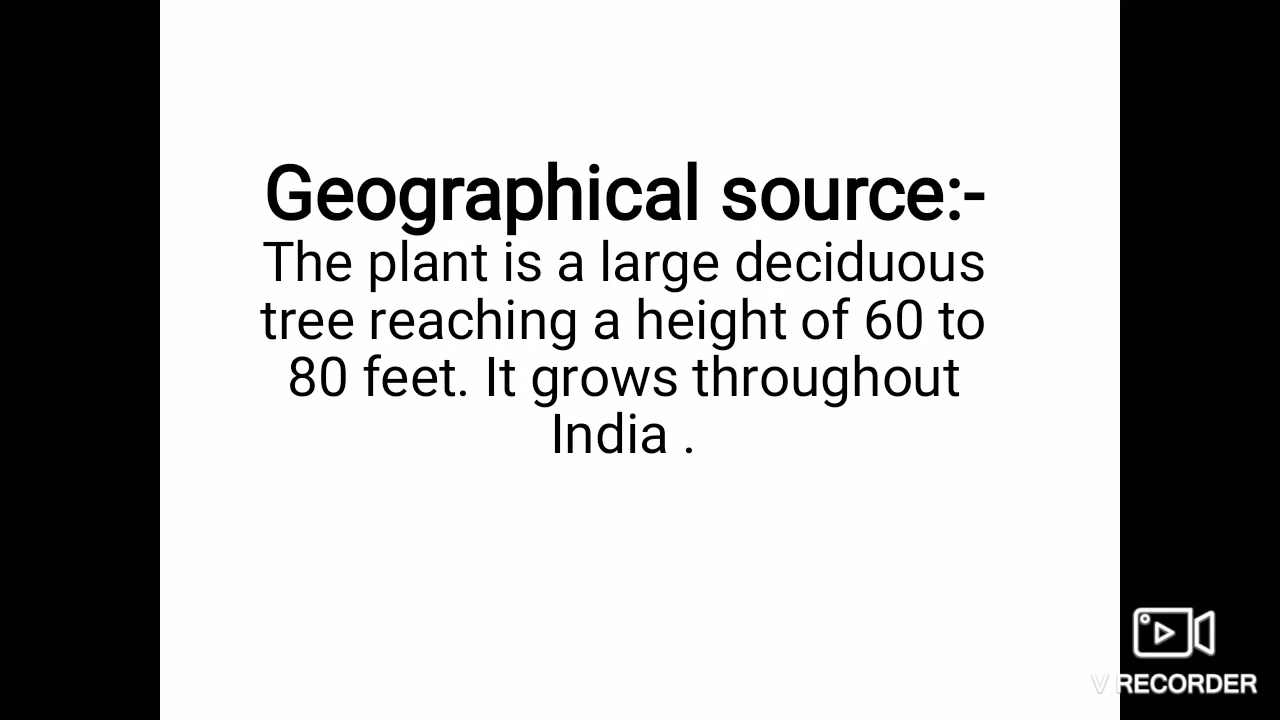 Geographical source:-
The plant is a large deciduous
tree reaching a height of 60 to
80 feet. It grows throughout
India .
V RECORDER